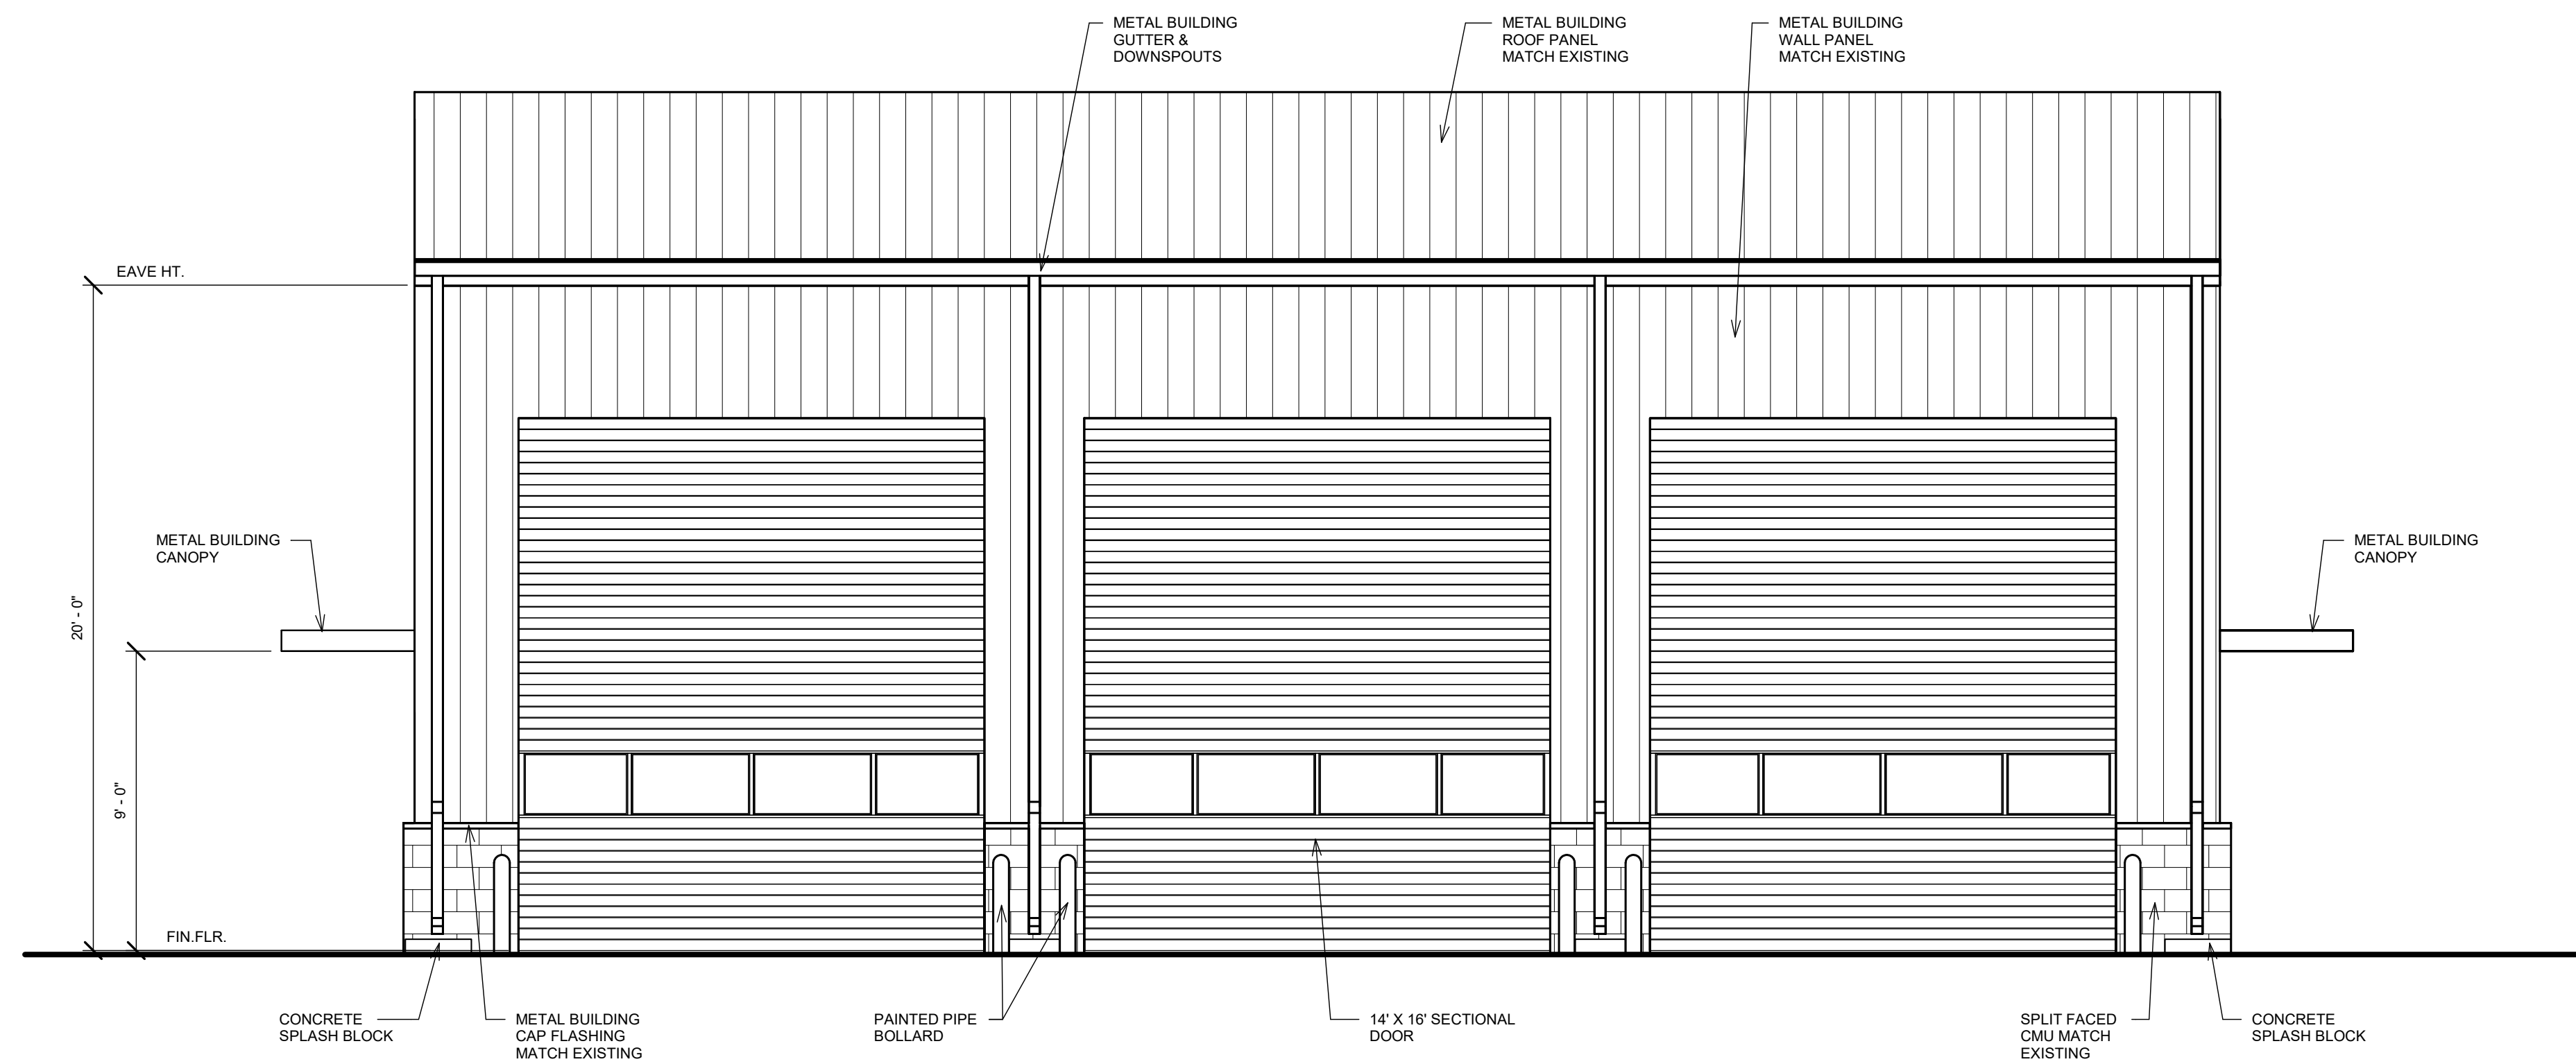 METAL BUILDING
GUTTER &
DOWNSPOUTS
METAL BUILDING
ROOF PANEL
MATCH EXISTING
METAL BUILDING
WALL PANEL
MATCH EXISTING
EAVE HT.
METAL BUILDING
CANOPY
METAL BUILDING
CANOPY
20' - 0"
9' - 0"
FIN.FLR.
CONCRETE
SPLASH BLOCK
METAL BUILDING
CAP FLASHING
MATCH EXISTING
PAINTED PIPE
BOLLARD
14' X 16' SECTIONAL
DOOR
SPLIT FACED
CMU MATCH
EXISTING
CONCRETE
SPLASH BLOCK